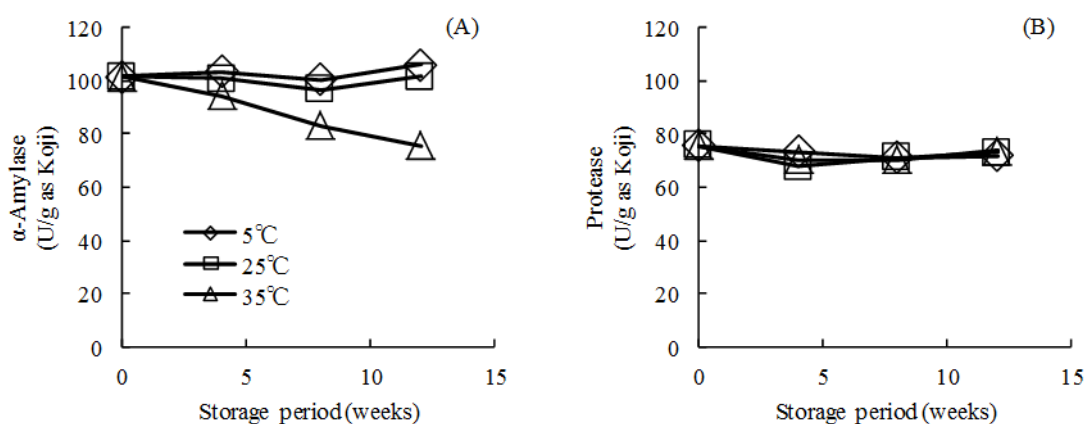 (A)
α-Amylase
(U/g as Koji)
120
100
80
60
40
20
0
5℃
25℃
35℃
0 5 10 15
Storage period (weeks)
(B)
Protease
(U/g as Koji)
120
100
80
60
40
20
0
0 5 10 15
Storage period (weeks)